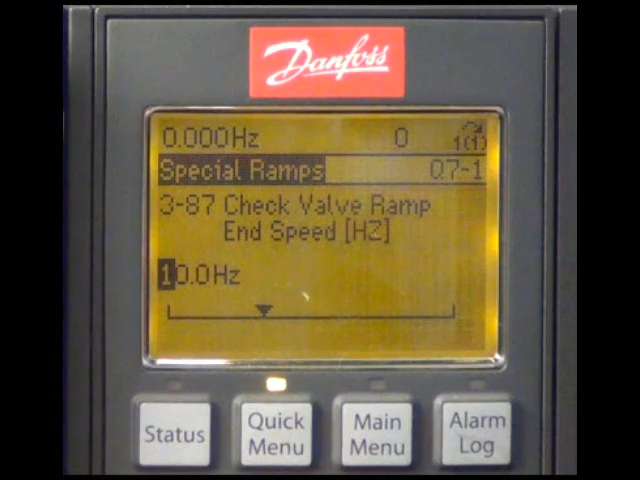 Danfoss
0.000Hz 0 1(1)
Special Ramps Q7-1
3-87 Check Valve Ramp
End Speed [HZ]
10.0Hz
Status
Quick Menu
Main Menu
Alarm Log